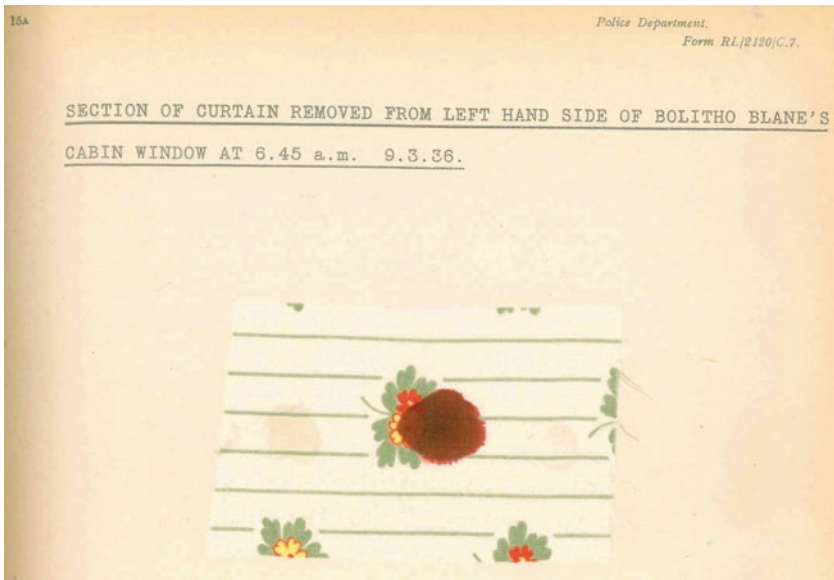 15A
Police Department.
Form RL/2120/C.7.
SECTION OF CURTAIN REMOVED FROM LEFT HAND SIDE OF BOLITHO BLANE'S
CABIN WINDOW AT 6.45 a.m. 9.3.36.